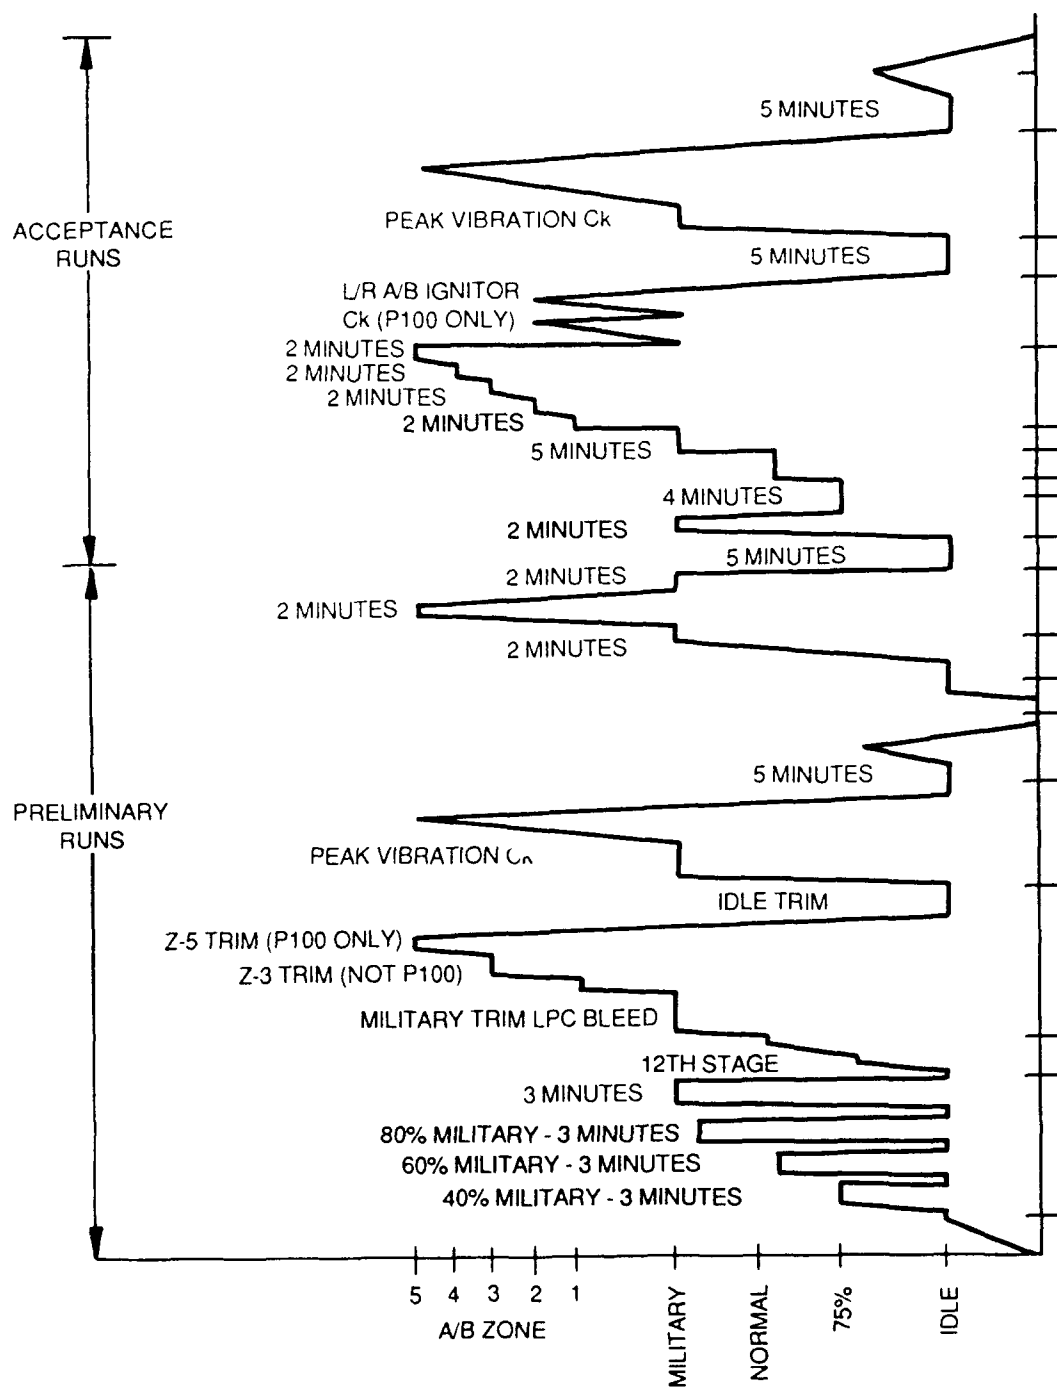 5 MINUTES
ACCEPTANCE
RUNS
PEAK VIBRATION Ck
5 MINUTES
L/R A/B IGNITOR
Ck (P100 ONLY)
2 MINUTES
2 MINUTES
2 MINUTES
2 MINUTES
5 MINUTES
4 MINUTES
2 MINUTES
5 MINUTES
2 MINUTES
2 MINUTES
2 MINUTES
5 MINUTES
PRELIMINARY
RUNS
PEAK VIBRATION
IDLE TRIM
Z-5 TRIM (P100 ONLY)
Z-3 TRIM (NOT P100)
MILITARY TRIM LPC BLEED
12TH STAGE
3 MINUTES
80% MILITARY - 3 MINUTES
60% MILITARY - 3 MINUTES
40% MILITARY - 3 MINUTES
5 4 3 2 1
A/B ZONE
MILITARY
NORMAL
75%
IDLE